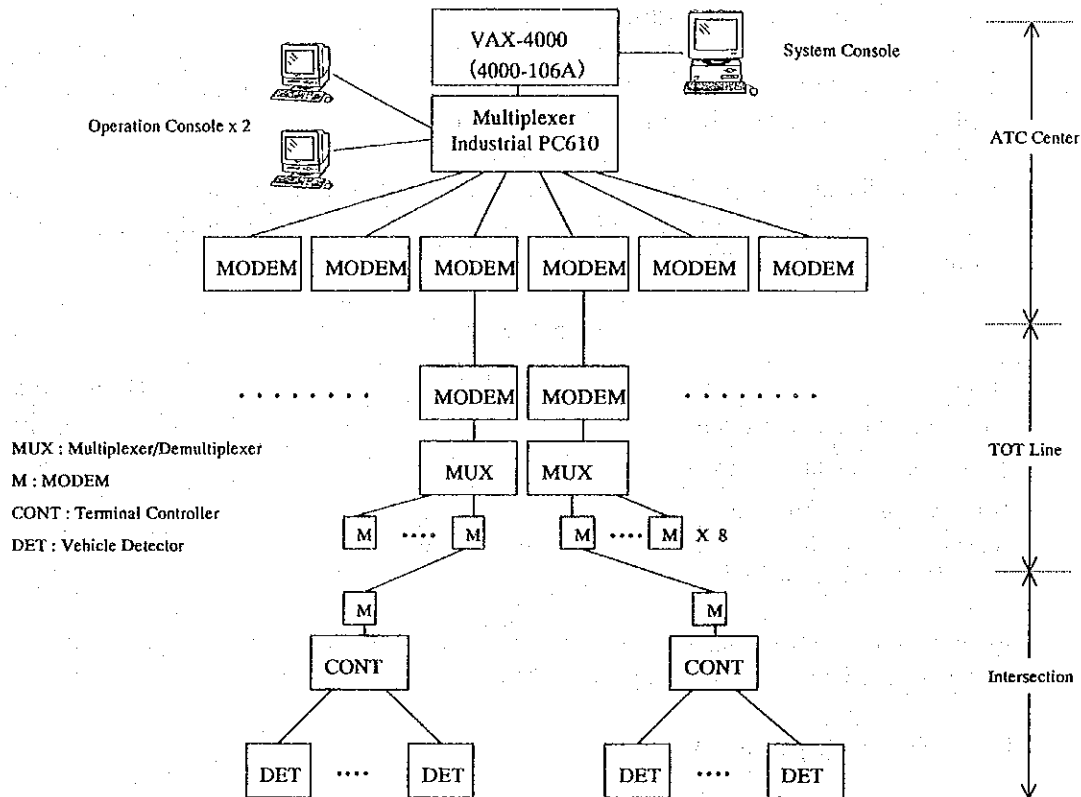 VAX-4000
(4000-106A)
System Console
Multiplexer
Industrial PC610
Operation Console x 2
ATC Center
MODEM MODEM MODEM MODEM MODEM MODEM
........ MODEM MODEM ........
MUX : Multiplexer/Demultiplexer
M : MODEM
CONT : Terminal Controller
DET : Vehicle Detector
MUX MUX
TOT Line
M .... M M .... M X 8
M M
CONT CONT
Intersection
DET .... DET DET .... DET